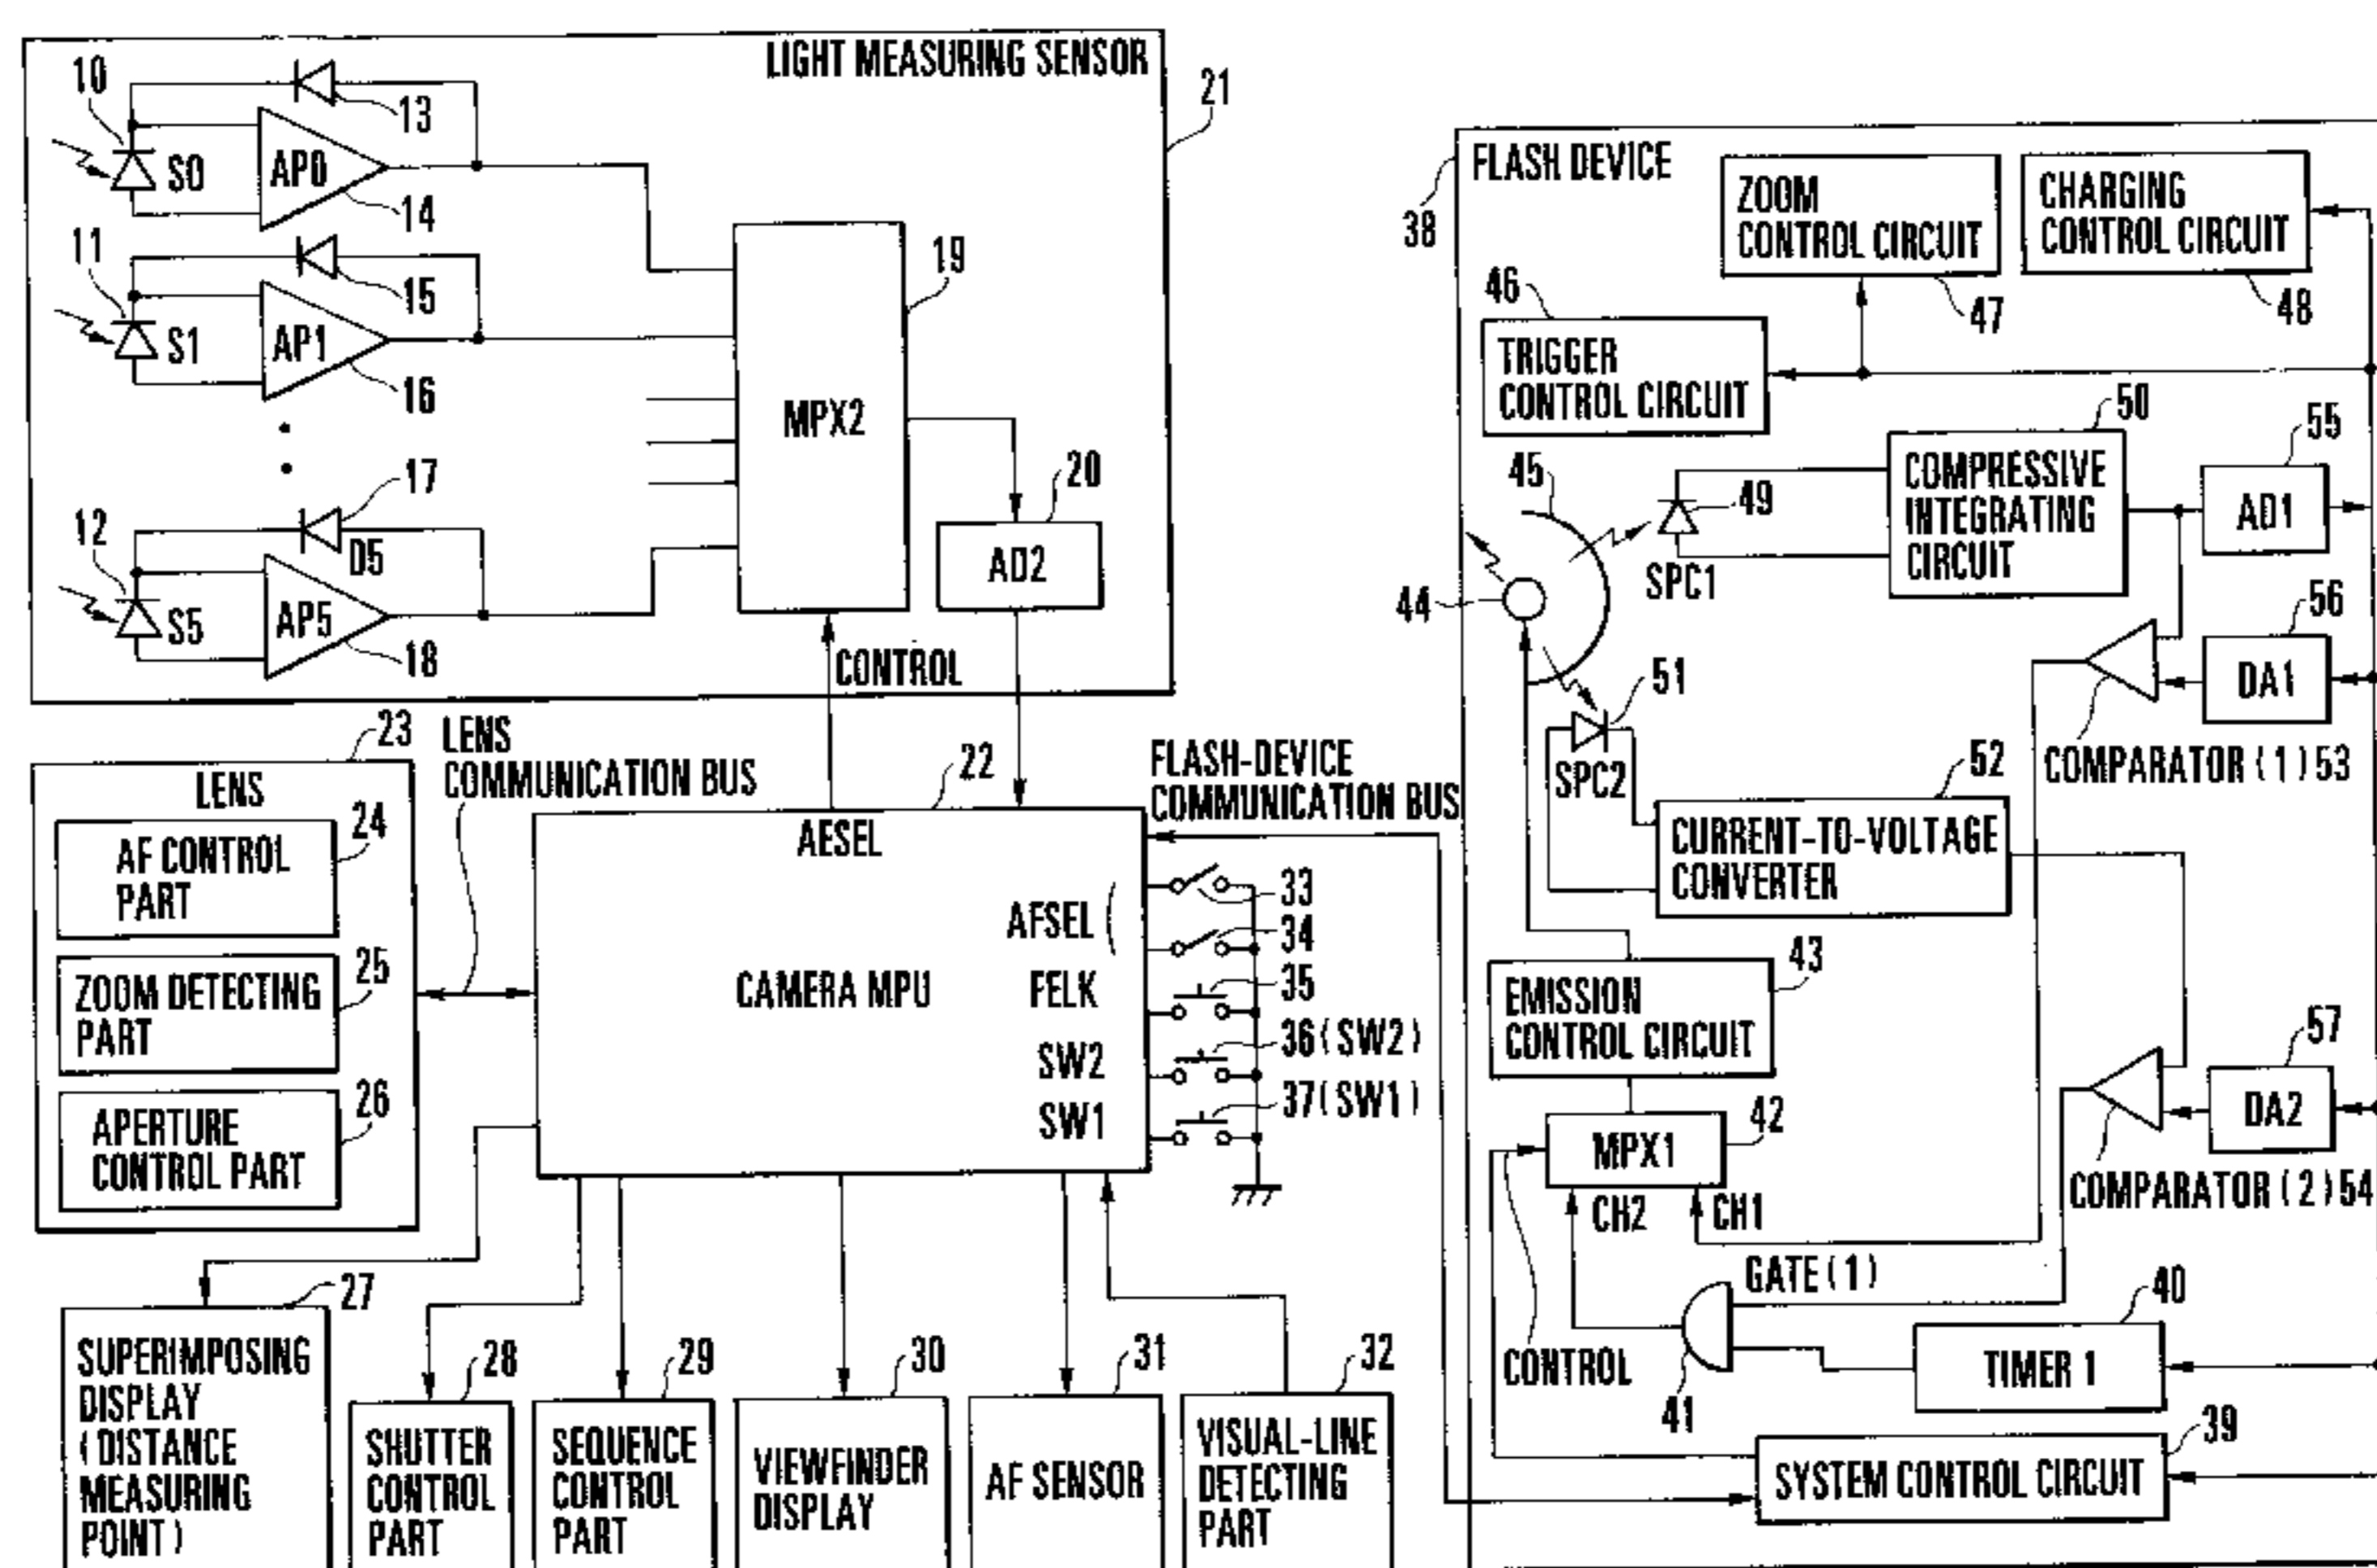 LIGHT MEASURING SENSOR
21
10
13
S0
AP0
14
11
15
S1
AP1
16
17
12
D5
S5
AP5
18
19
MPX2
20
AD2
CONTROL
23
LENS
24
AF CONTROL
PART
25
ZOOM DETECTING
PART
26
APERTURE
CONTROL PART
LENS
COMMUNICATION BUS
22
AESEL
CAMERA MPU
AFSEL (
FELK
SW2
SW1
FLASH-DEVICE
COMMUNICATION BUS
33
34
35
36(SW2)
37(SW1)
27
SUPERIMPOSING
DISPLAY
(DISTANCE
MEASURING
POINT)
28
SHUTTER
CONTROL
PART
29
SEQUENCE
CONTROL
PART
30
VIEWFINDER
DISPLAY
31
AF SENSOR
32
VISUAL-LINE
DETECTING
PART
38
FLASH DEVICE
ZOOM
CONTROL CIRCUIT
47
CHARGING
CONTROL CIRCUIT
48
46
TRIGGER
CONTROL CIRCUIT
50
COMPRESSIVE
INTEGRATING
CIRCUIT
55
AD1
45
49
SPC1
44
56
DA1
COMPARATOR (1) 53
51
SPC2
52
CURRENT-TO-VOLTAGE
CONVERTER
43
EMISSION
CONTROL CIRCUIT
57
DA2
COMPARATOR (2) 54
42
MPX1
CH2
CH1
GATE (1)
40
TIMER 1
41
CONTROL
39
SYSTEM CONTROL CIRCUIT